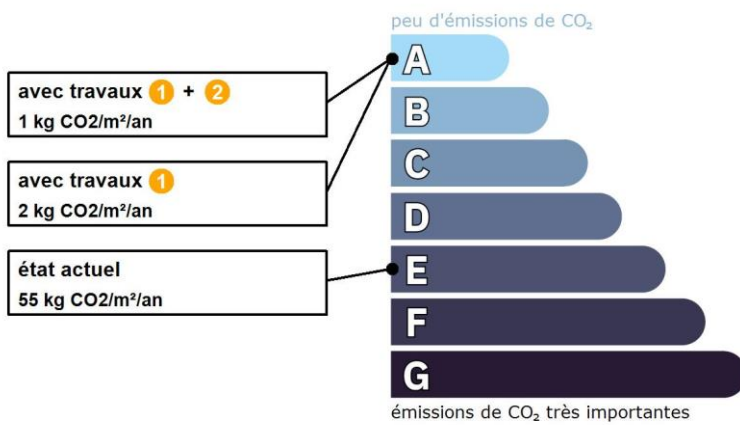 peu d'émissions de CO₂
A
avec travaux 1 + 2
1 kg CO2/m²/an
B
C
avec travaux 1
2 kg CO2/m²/an
D
état actuel
55 kg CO2/m²/an
E
F
G
émissions de CO₂ très importantes